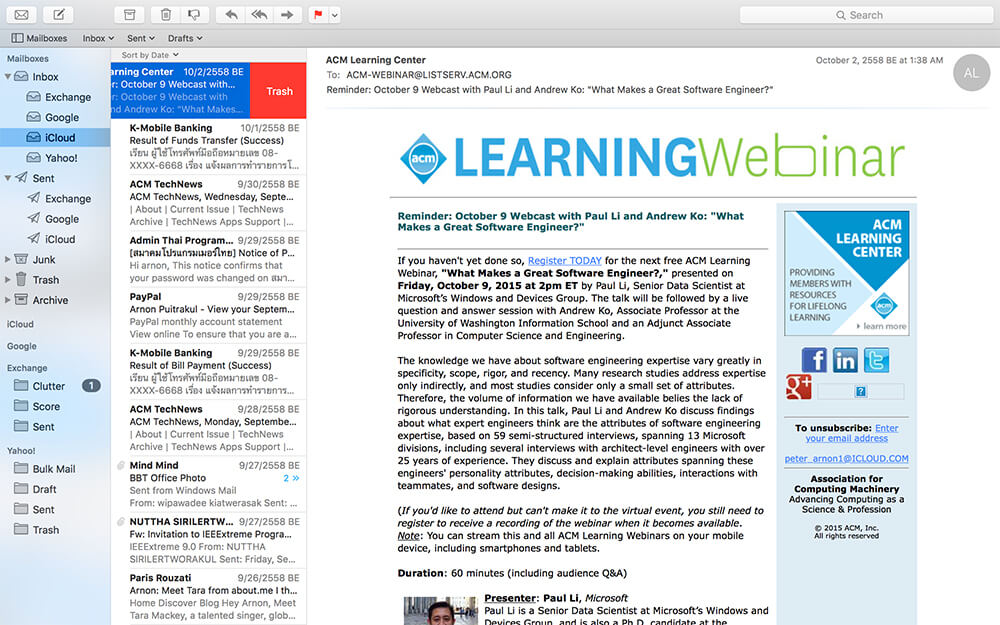 Search
Mailboxes Inbox Sent Drafts
Mailboxes
Inbox
Exchange
Google
iCloud
Yahoo!
Sent
Exchange
Google
iCloud
Junk
Trash
Archive
iCloud
Google
Exchange
Clutter 1
Score
Sent
Yahoo!
Bulk Mail
Draft
Sent
Trash
Sort by Date
arning Center 10/2/2558 BE
r: October 9 Webcast with...
r: October 9 Webcast with Paul Li
nd Andrew Ko: "What Makes...
Trash
K-Mobile Banking 10/1/2558 BE
Result of Funds Transfer (Success)
เรียน ผู้ใช้โทรศัพท์มือถือหมายเลข 08-
XXXX-6668 เรื่อง แจ้งผลการทำรายการโ...
ACM TechNews 9/30/2558 BE
ACM TechNews, Wednesday, Septe...
| About | Current Issue | TechNews
Archive | TechNews Apps Support |...
Admin Thai Program... 9/29/2558 BE
[สมาคมโปรแกรมเมอร์ไทย] Notice of P...
Hi arnon, This notice confirms that
your password was changed on สมาค...
PayPal 9/29/2558 BE
Arnon Puitrakul - View your Septem...
PayPal monthly account statement
View online To ensure that you are a...
K-Mobile Banking 9/29/2558 BE
Result of Bill Payment (Success)
เรียน ผู้ใช้โทรศัพท์มือถือหมายเลข 08-
XXXX-6668 เรื่อง แจ้งผลการทำรายการโ...
ACM TechNews 9/28/2558 BE
ACM TechNews, Monday, September...
| About | Current Issue | TechNews
Archive | TechNews Apps Support |...
Mind Mind 9/27/2558 BE
BBT Office Photo 2 »
Sent from Windows Mail
From: wipawadee kiatwerasak Sent: ...
NUTTHA SIRILERTW... 9/27/2558 BE
Fw: Invitation to IEEExtreme Progra...
IEEExtreme 9.0 From: NUTTHA
SIRILERTWORAKUL Sent: Friday, Se...
Paris Rouzati 9/26/2558 BE
Arnon: Meet Tara from about.me I th...
Home Discover Blog Hey Arnon, Meet
Tara Mackey, a talented singer, glob...
ACM Learning Center October 2, 2558 BE at 1:38 AM
To: ACM-WEBINAR@LISTSERV.ACM.ORG
Reminder: October 9 Webcast with Paul Li and Andrew Ko: "What Makes a Great Software Engineer?"
AL
acm LEARNINGWebinar
Reminder: October 9 Webcast with Paul Li and Andrew Ko: "What
Makes a Great Software Engineer?"
If you haven't yet done so, Register TODAY for the next free ACM Learning
Webinar, "What Makes a Great Software Engineer?," presented on
Friday, October 9, 2015 at 2pm ET by Paul Li, Senior Data Scientist at
Microsoft's Windows and Devices Group. The talk will be followed by a live
question and answer session with Andrew Ko, Associate Professor at the
University of Washington Information School and an Adjunct Associate
Professor in Computer Science and Engineering.
The knowledge we have about software engineering expertise vary greatly in
specificity, scope, rigor, and recency. Many research studies address expertise
only indirectly, and most studies consider only a small set of attributes.
Therefore, the volume of information we have available belies the lack of
rigorous understanding. In this talk, Paul Li and Andrew Ko discuss findings
about what expert engineers think are the attributes of software engineering
expertise, based on 59 semi-structured interviews, spanning 13 Microsoft
divisions, including several interviews with architect-level engineers with over
25 years of experience. They discuss and explain attributes spanning these
engineers' personality attributes, decision-making abilities, interactions with
teammates, and software designs.
(If you'd like to attend but can't make it to the virtual event, you still need to
register to receive a recording of the webinar when it becomes available.
Note: You can stream this and all ACM Learning Webinars on your mobile
device, including smartphones and tablets.
Duration: 60 minutes (including audience Q&A)
Presenter: Paul Li, Microsoft
Paul Li is a Senior Data Scientist at Microsoft's Windows and
Devices Group, and is also a Ph.D. candidate at the
ACM
LEARNING
CENTER
PROVIDING
MEMBERS WITH
RESOURCES
FOR LIFELONG
LEARNING
acm
learn more
f in t
g+ ?
To unsubscribe: Enter
your email address
peter_arnon1@ICLOUD.COM
Association for
Computing Machinery
Advancing Computing as a
Science & Profession
© 2015 ACM, Inc.
All rights reserved